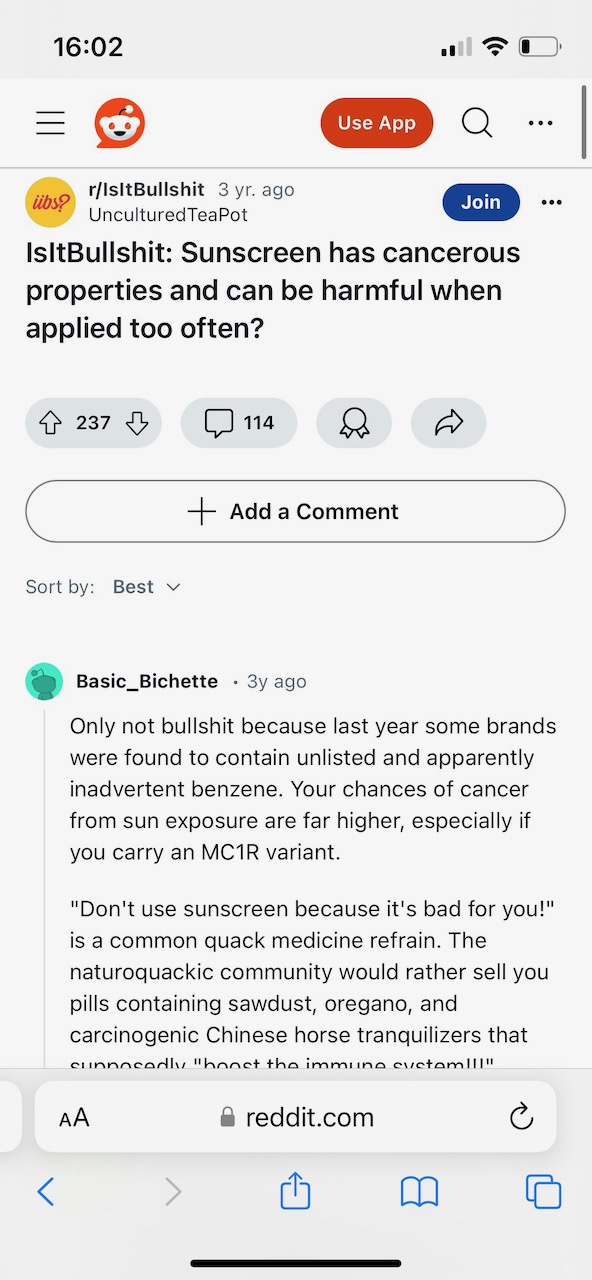 16:02
Use App
iibs?
r/IsItBullshit 3 yr. ago
UnculturedTeaPot
Join
IsItBullshit: Sunscreen has cancerous
properties and can be harmful when
applied too often?
237
114
Add a Comment
Sort by: Best
Basic_Bichette · 3y ago
Only not bullshit because last year some brands
were found to contain unlisted and apparently
inadvertent benzene. Your chances of cancer
from sun exposure are far higher, especially if
you carry an MC1R variant.
"Don't use sunscreen because it's bad for you!"
is a common quack medicine refrain. The
naturoquackic community would rather sell you
pills containing sawdust, oregano, and
carcinogenic Chinese horse tranquilizers that
supposedly "boost the immune system!!!"
AA reddit.com